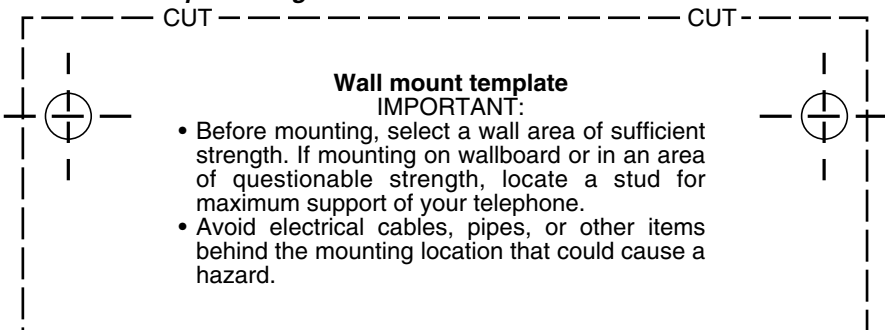 CUT CUT
Wall mount template
IMPORTANT:
• Before mounting, select a wall area of sufficient
strength. If mounting on wallboard or in an area
of questionable strength, locate a stud for
maximum support of your telephone.
• Avoid electrical cables, pipes, or other items
behind the mounting location that could cause a
hazard.